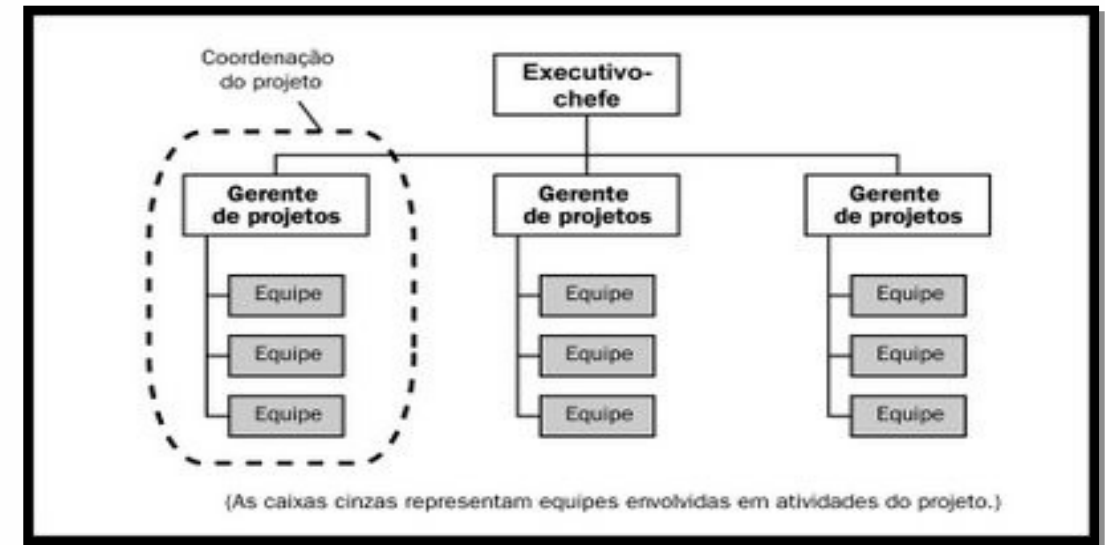 Coordenação
do projeto
Executivo-
chefe
Gerente
de projetos
Gerente
de projetos
Gerente
de projetos
Equipe
Equipe
Equipe
Equipe
Equipe
Equipe
Equipe
Equipe
Equipe
(As caixas cinzas representam equipes envolvidas em atividades do projeto.)